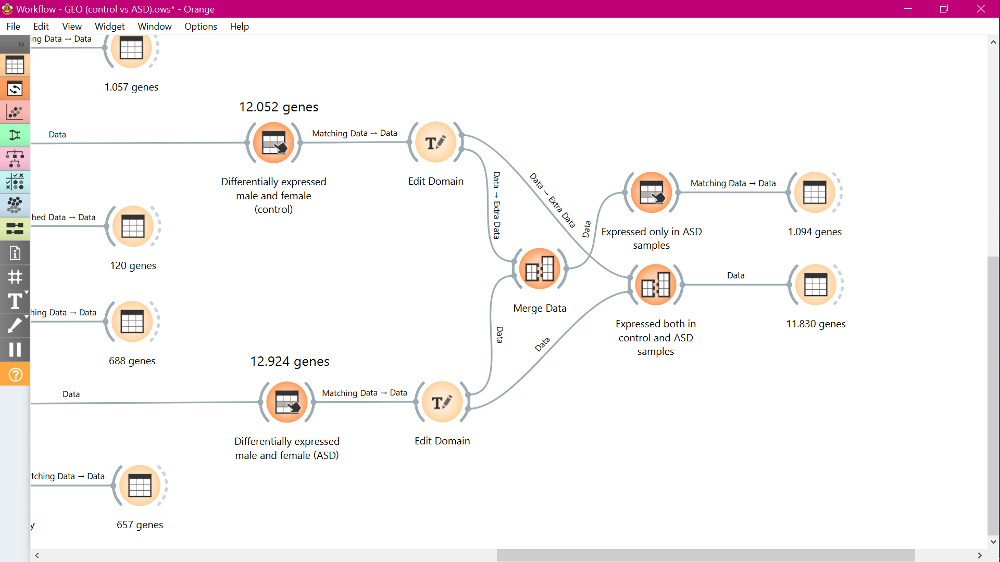 Workflow - GEO (control vs ASD).ows* - Orange
File Edit View Widget Window Options Help
ing Data → Data
1.057 genes
12.052 genes
Data
Matching Data → Data
Differentially expressed
male and female
(control)
Edit Domain
Data → Extra Data
Data → Extra Data
Data
Expressed only in ASD
samples
Matching Data → Data
1.094 genes
hed Data → Data
120 genes
Merge Data
Data
Expressed both in
control and ASD
samples
11.830 genes
hing Data → Data
688 genes
Data
Data
12.924 genes
Data
Matching Data → Data
Differentially expressed
male and female (ASD)
Edit Domain
tching Data → Data
657 genes
y